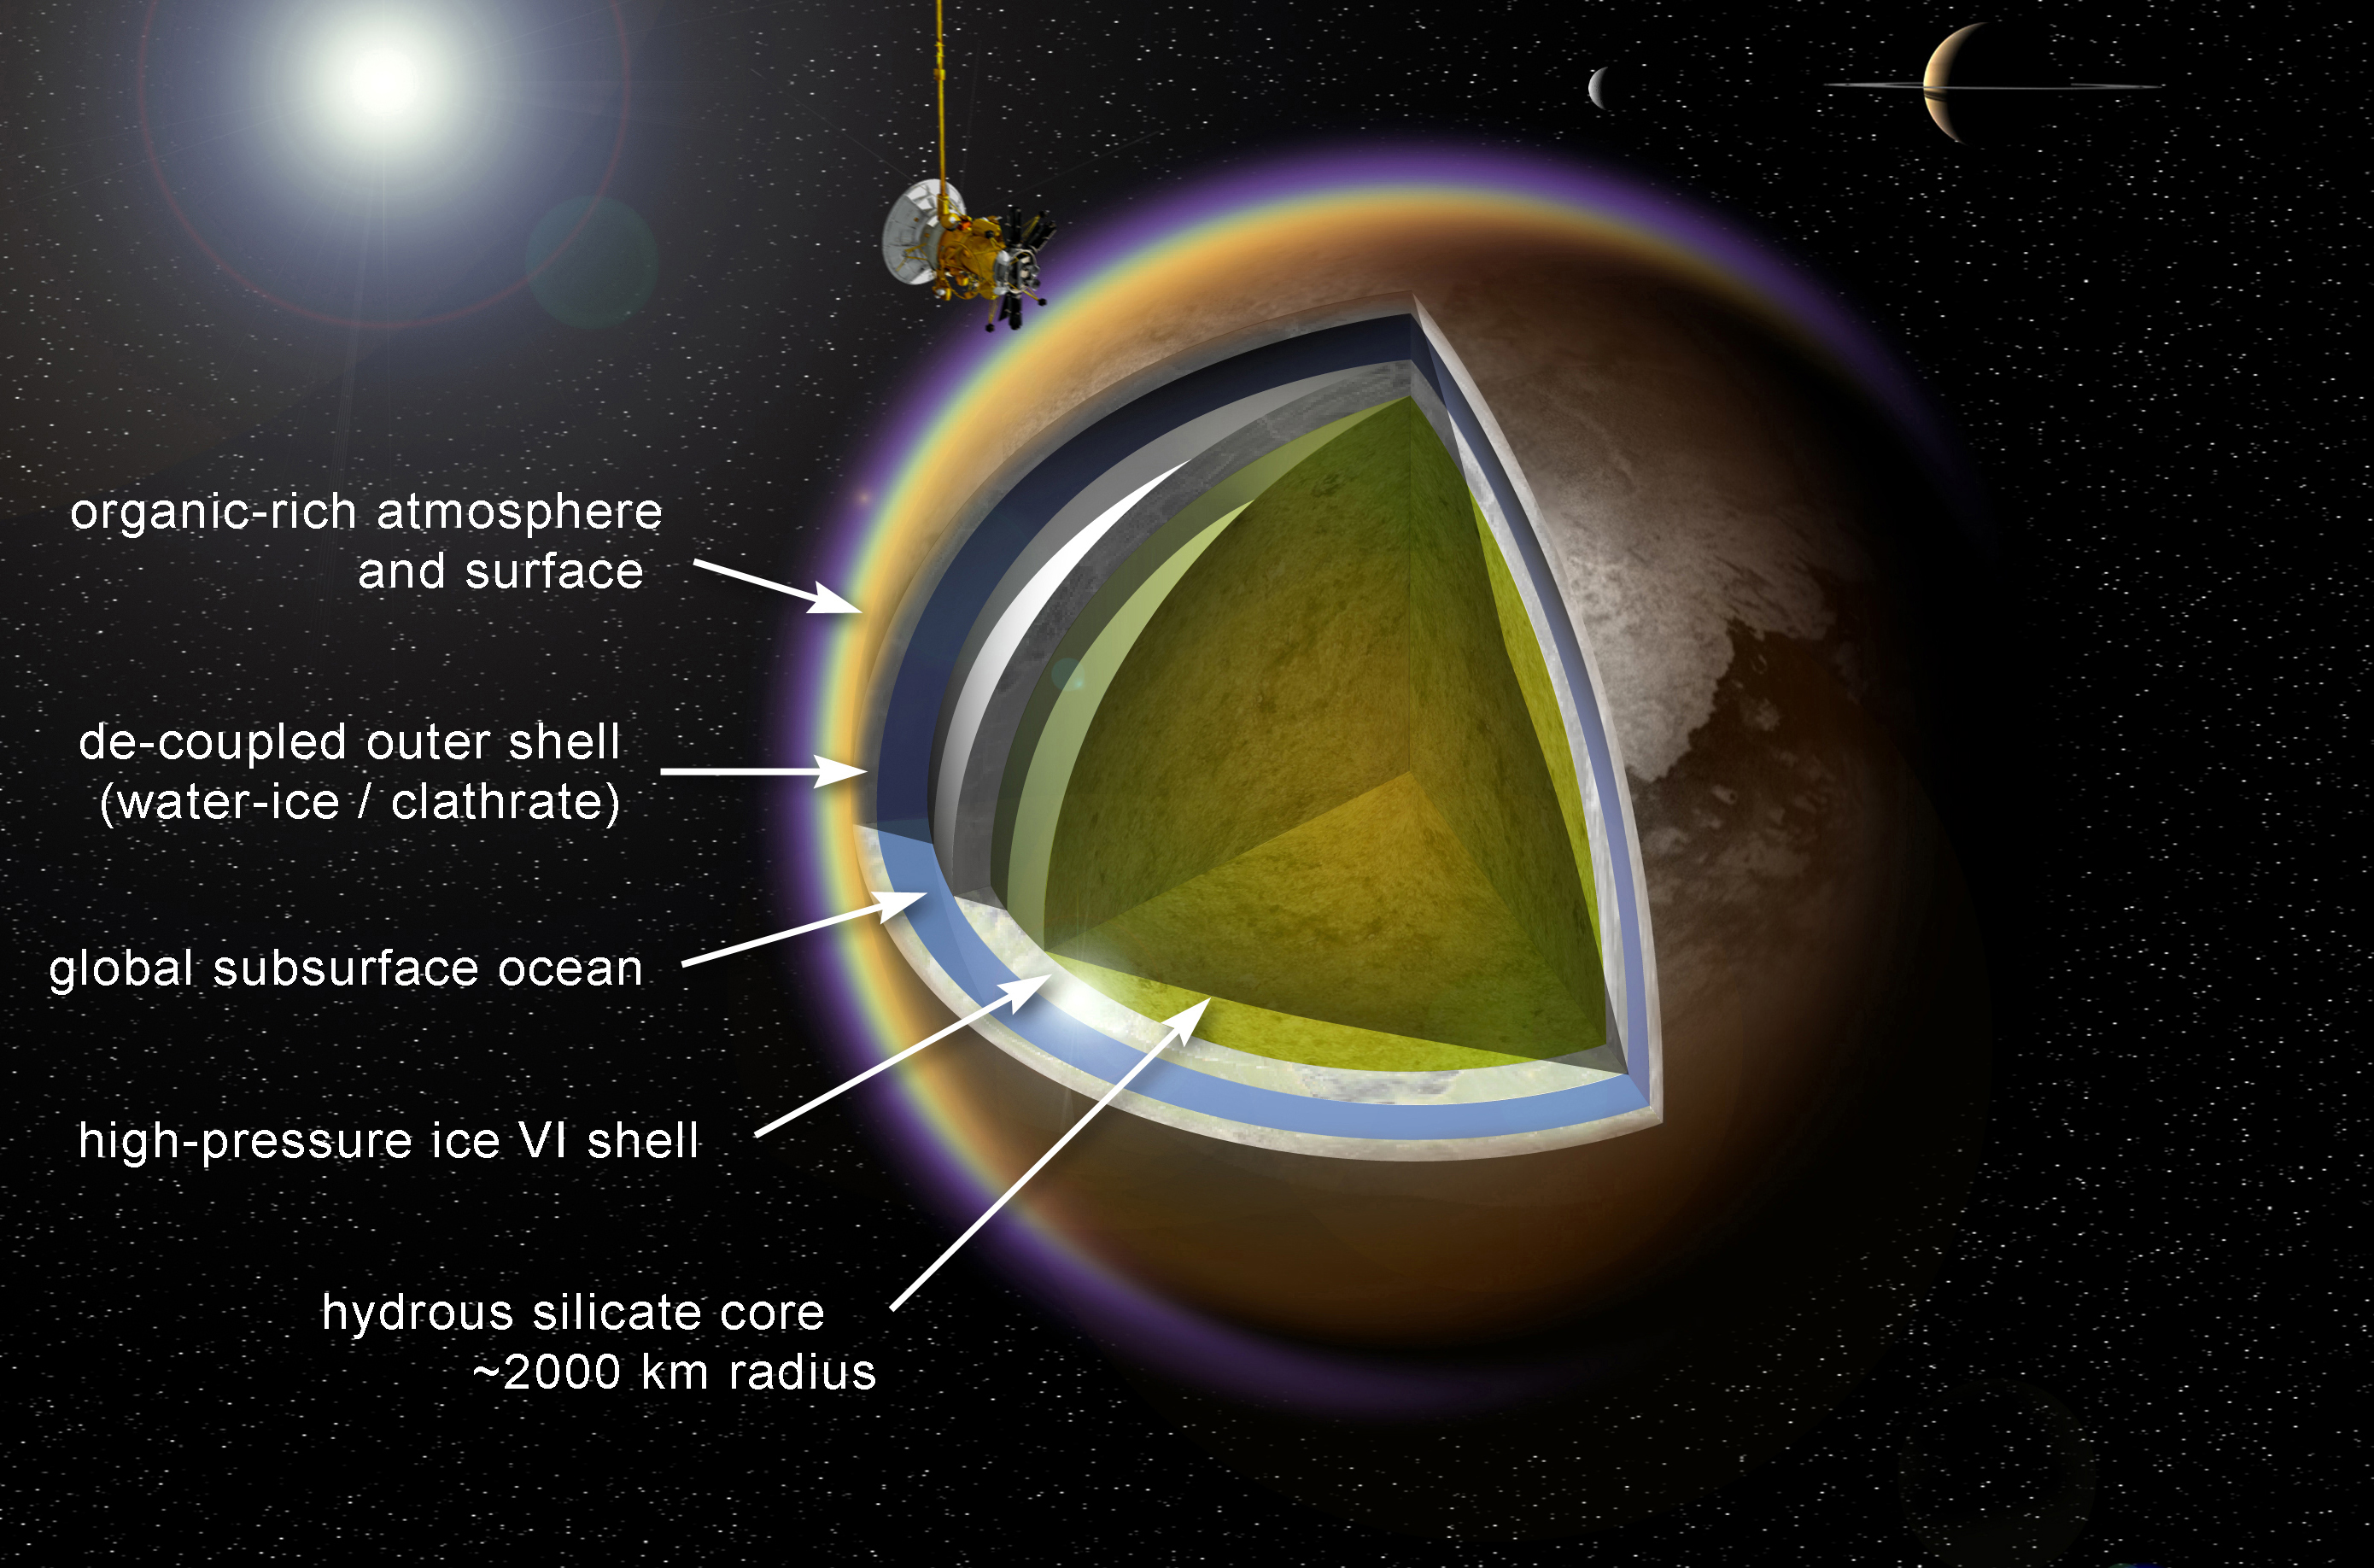 organic-rich atmosphere
and surface
de-coupled outer shell
(water-ice / clathrate)
global subsurface ocean
high-pressure ice VI shell
hydrous silicate core
~2000 km radius